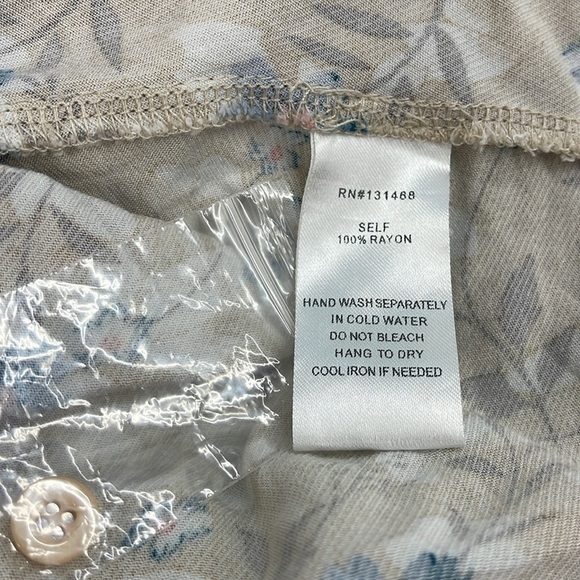 RN#131468
SELF
100% RAYON
HAND WASH SEPARATELY
IN COLD WATER
DO NOT BLEACH
HANG TO DRY
COOL IRON IF NEEDED